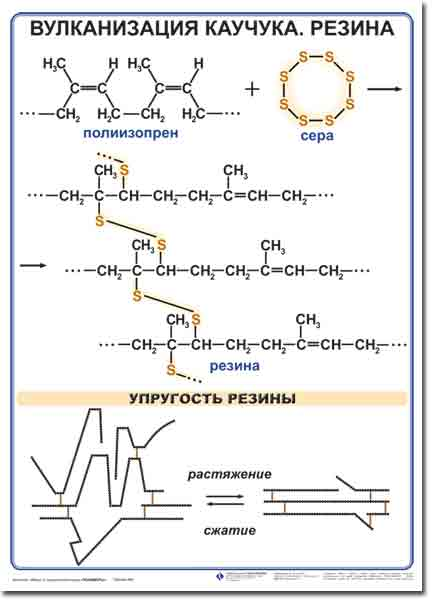 ВУЛКАНИЗАЦИЯ КАУЧУКА. РЕЗИНА
H₃C H H₃C H
C=C C=C
···—CH₂ H₂C—CH₂ H₂C—···
+
S S S S S S S S
полиизопрен
сера
CH₃ S CH₃
···—CH₂—C—CH—CH₂—CH₂—C=CH—CH₂—···
S
CH₃ S CH₃
···—CH₂—C—CH—CH₂—CH₂—C=CH—CH₂—···
S
CH₃ S CH₃
···—CH₂—C—CH—CH₂—CH₂—C=CH—CH₂—···
S···
резина
УПРУГОСТЬ РЕЗИНЫ
растяжение
сжатие